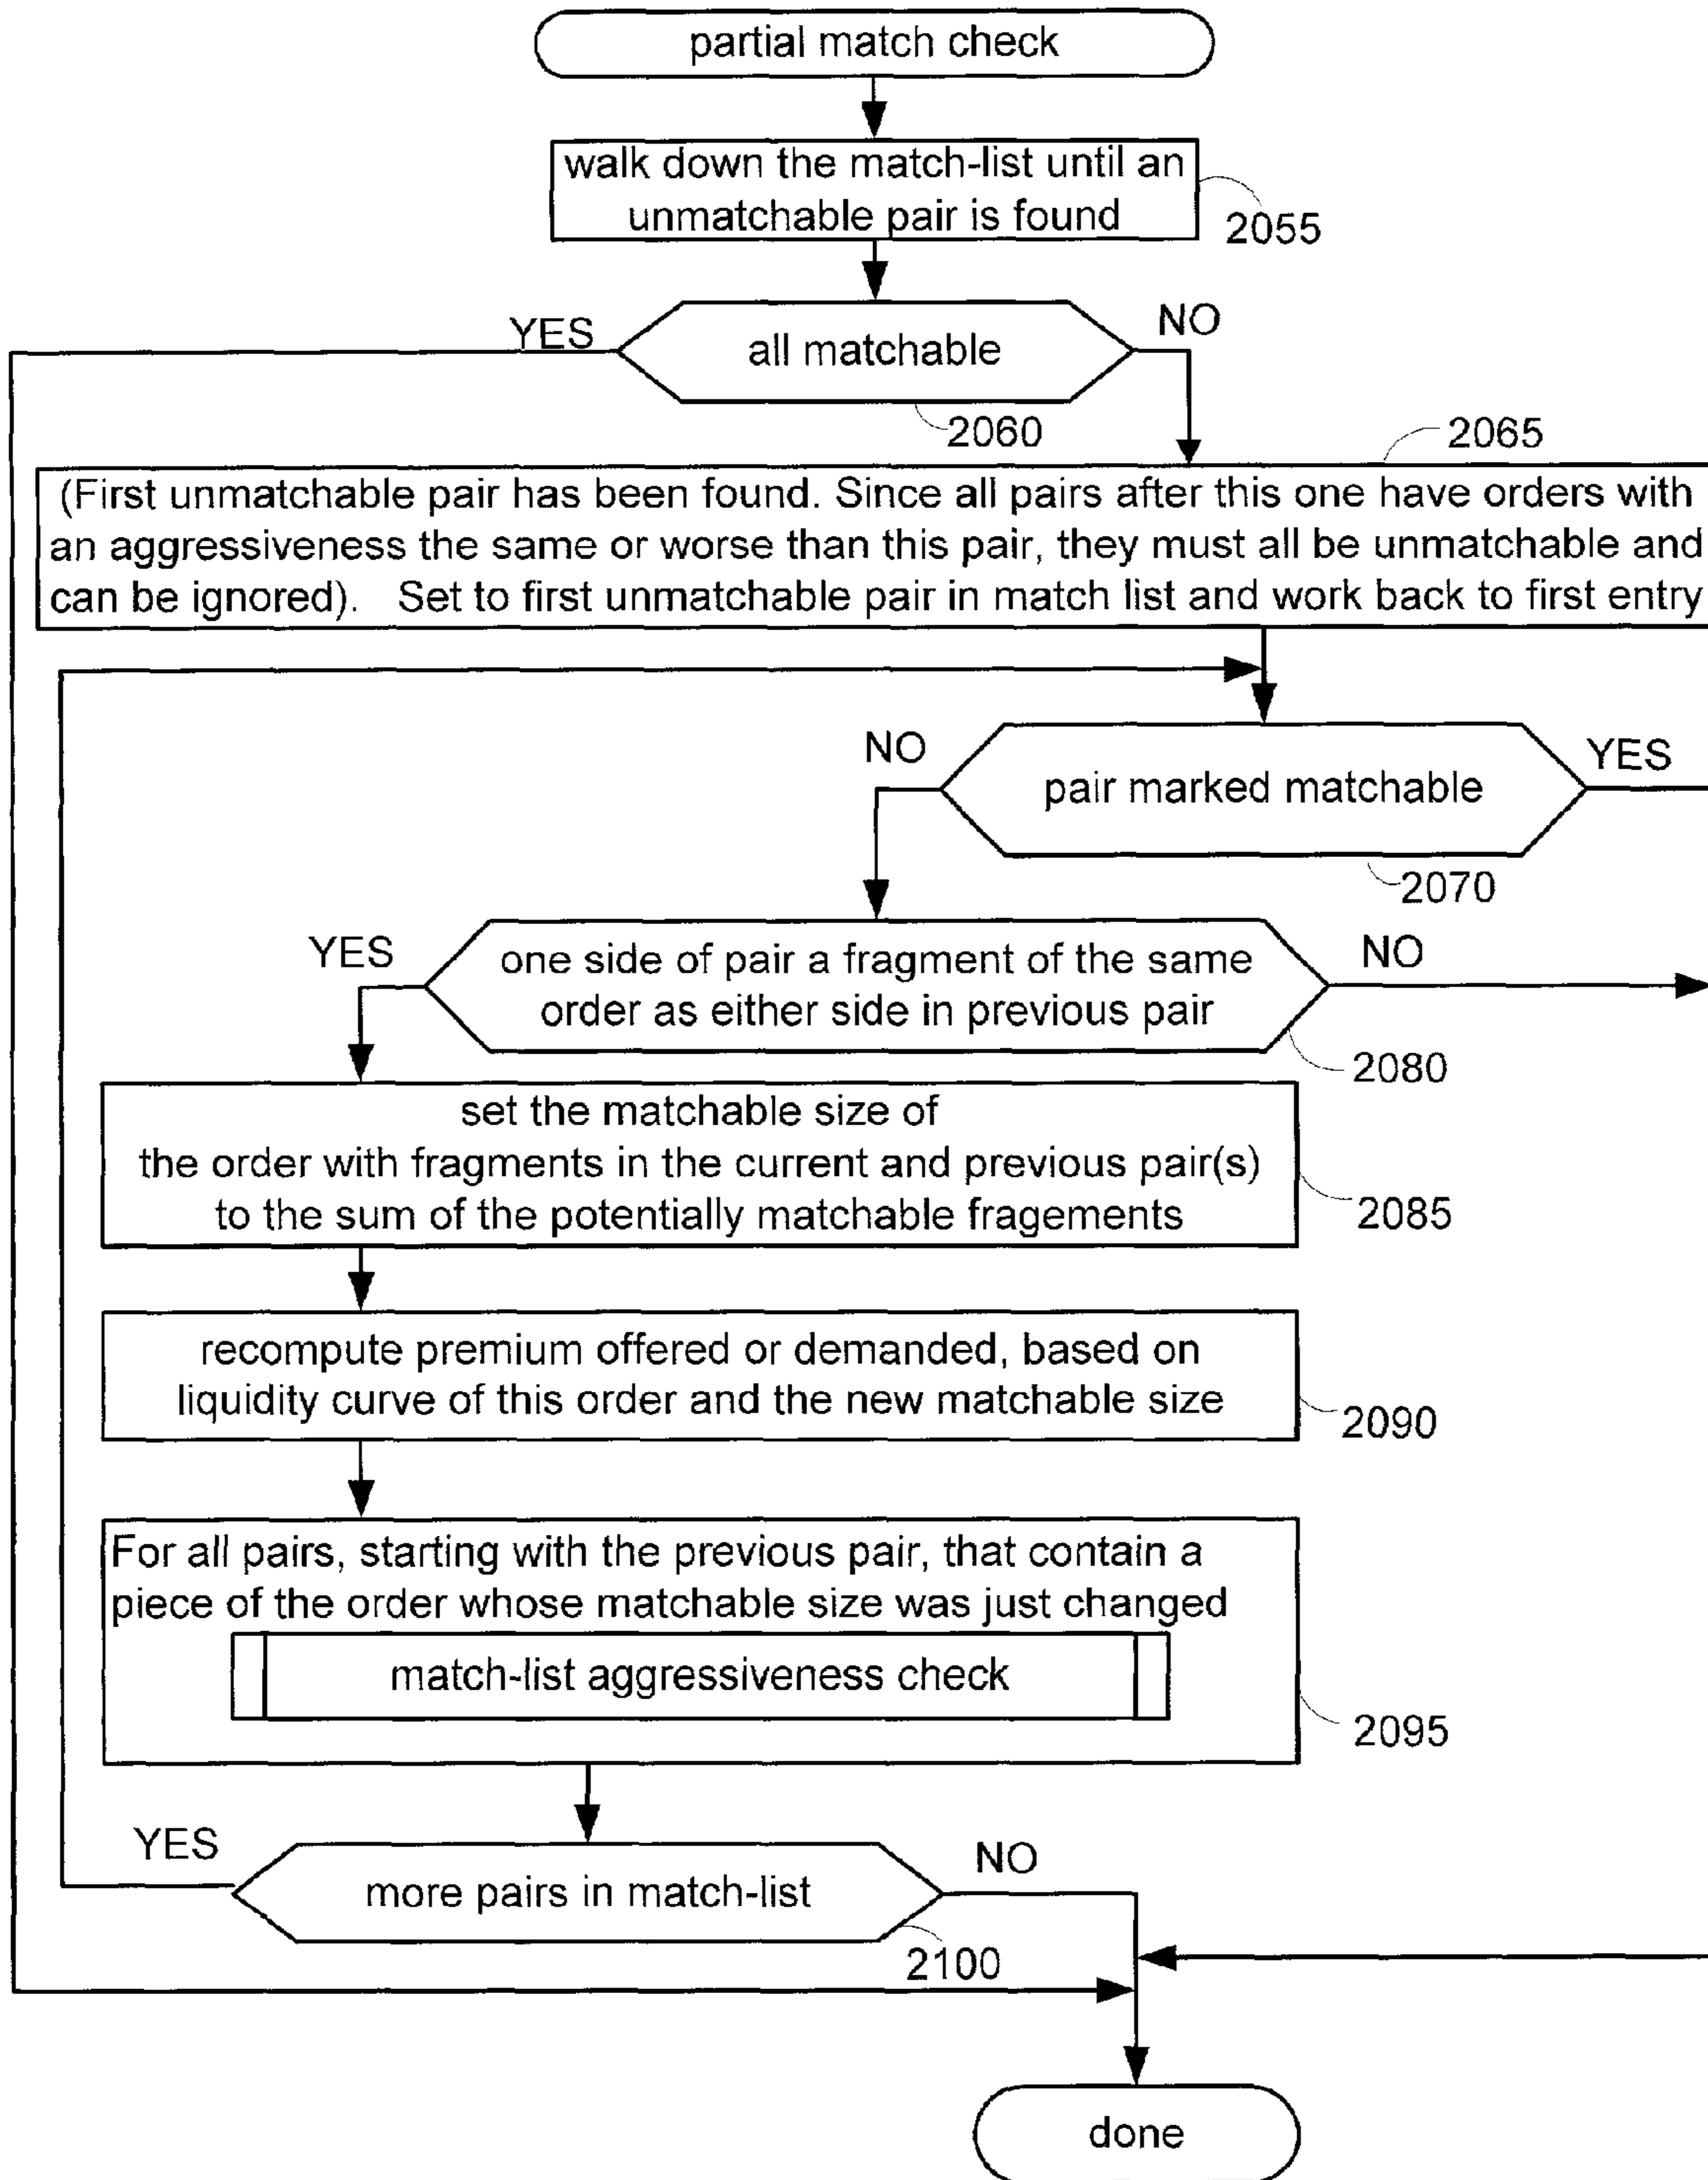 partial match check
walk down the match-list until an
unmatchable pair is found
2055
YES
NO
all matchable
2060
2065
(First unmatchable pair has been found. Since all pairs after this one have orders with
an aggressiveness the same or worse than this pair, they must all be unmatchable and
can be ignored). Set to first unmatchable pair in match list and work back to first entry
NO
YES
pair marked matchable
2070
YES
NO
one side of pair a fragment of the same
order as either side in previous pair
2080
set the matchable size of
the order with fragments in the current and previous pair(s)
to the sum of the potentially matchable fragements
2085
recompute premium offered or demanded, based on
liquidity curve of this order and the new matchable size
2090
For all pairs, starting with the previous pair, that contain a
piece of the order whose matchable size was just changed
match-list aggressiveness check
2095
YES
NO
more pairs in match-list
2100
done